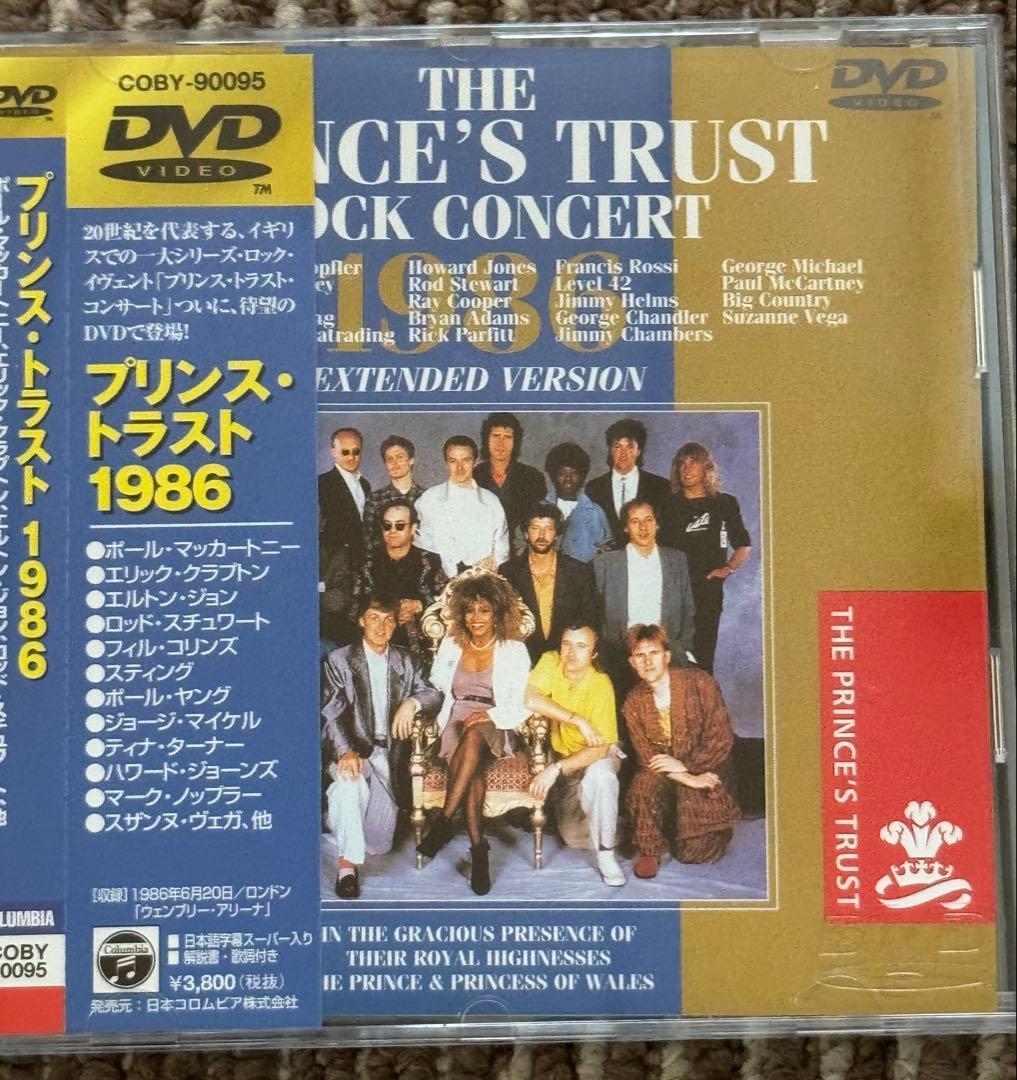 DVD
VIDEO
プリンス・トラスト 1986
COLUMBIA
COBY
90095
COBY-90095
DVD
VIDEO
TM
20世紀を代表する、イギリ
スでの一大シリーズ・ロック・
イヴェント「プリンス・トラスト・
コンサート」ついに、待望の
DVDで登場!
プリンス・
トラスト
1986
●ポール・マッカートニー
●エリック・クラプトン
●エルトン・ジョン
●ロッド・スチュワート
●フィル・コリンズ
●スティング
●ポール・ヤング
●ジョージ・マイケル
●ティナ・ターナー
●ハワード・ジョーンズ
●マーク・ノップラー
●スザンヌ・ヴェガ、他
[収録] 1986年6月20日/ロンドン
「ウェンブリー・アリーナ」
Columbia
■ 日本語字幕スーパー入り
■ 解説書・歌詞付き
¥3,800(税抜)
発売元:日本コロムビア株式会社
THE
NCE'S TRUST
OCK CONCERT
1986
opfler Howard Jones Francis Rossi George Michael
ey Rod Stewart Level 42 Paul McCartney
Ray Cooper Jimmy Helms Big Country
ng Bryan Adams George Chandler Suzanne Vega
atrading Rick Parfitt Jimmy Chambers
EXTENDED VERSION
DVD
VIDEO
TM
THE PRINCE'S TRUST
IN THE GRACIOUS PRESENCE OF
THEIR ROYAL HIGHNESSES
HE PRINCE & PRINCESS OF WALES